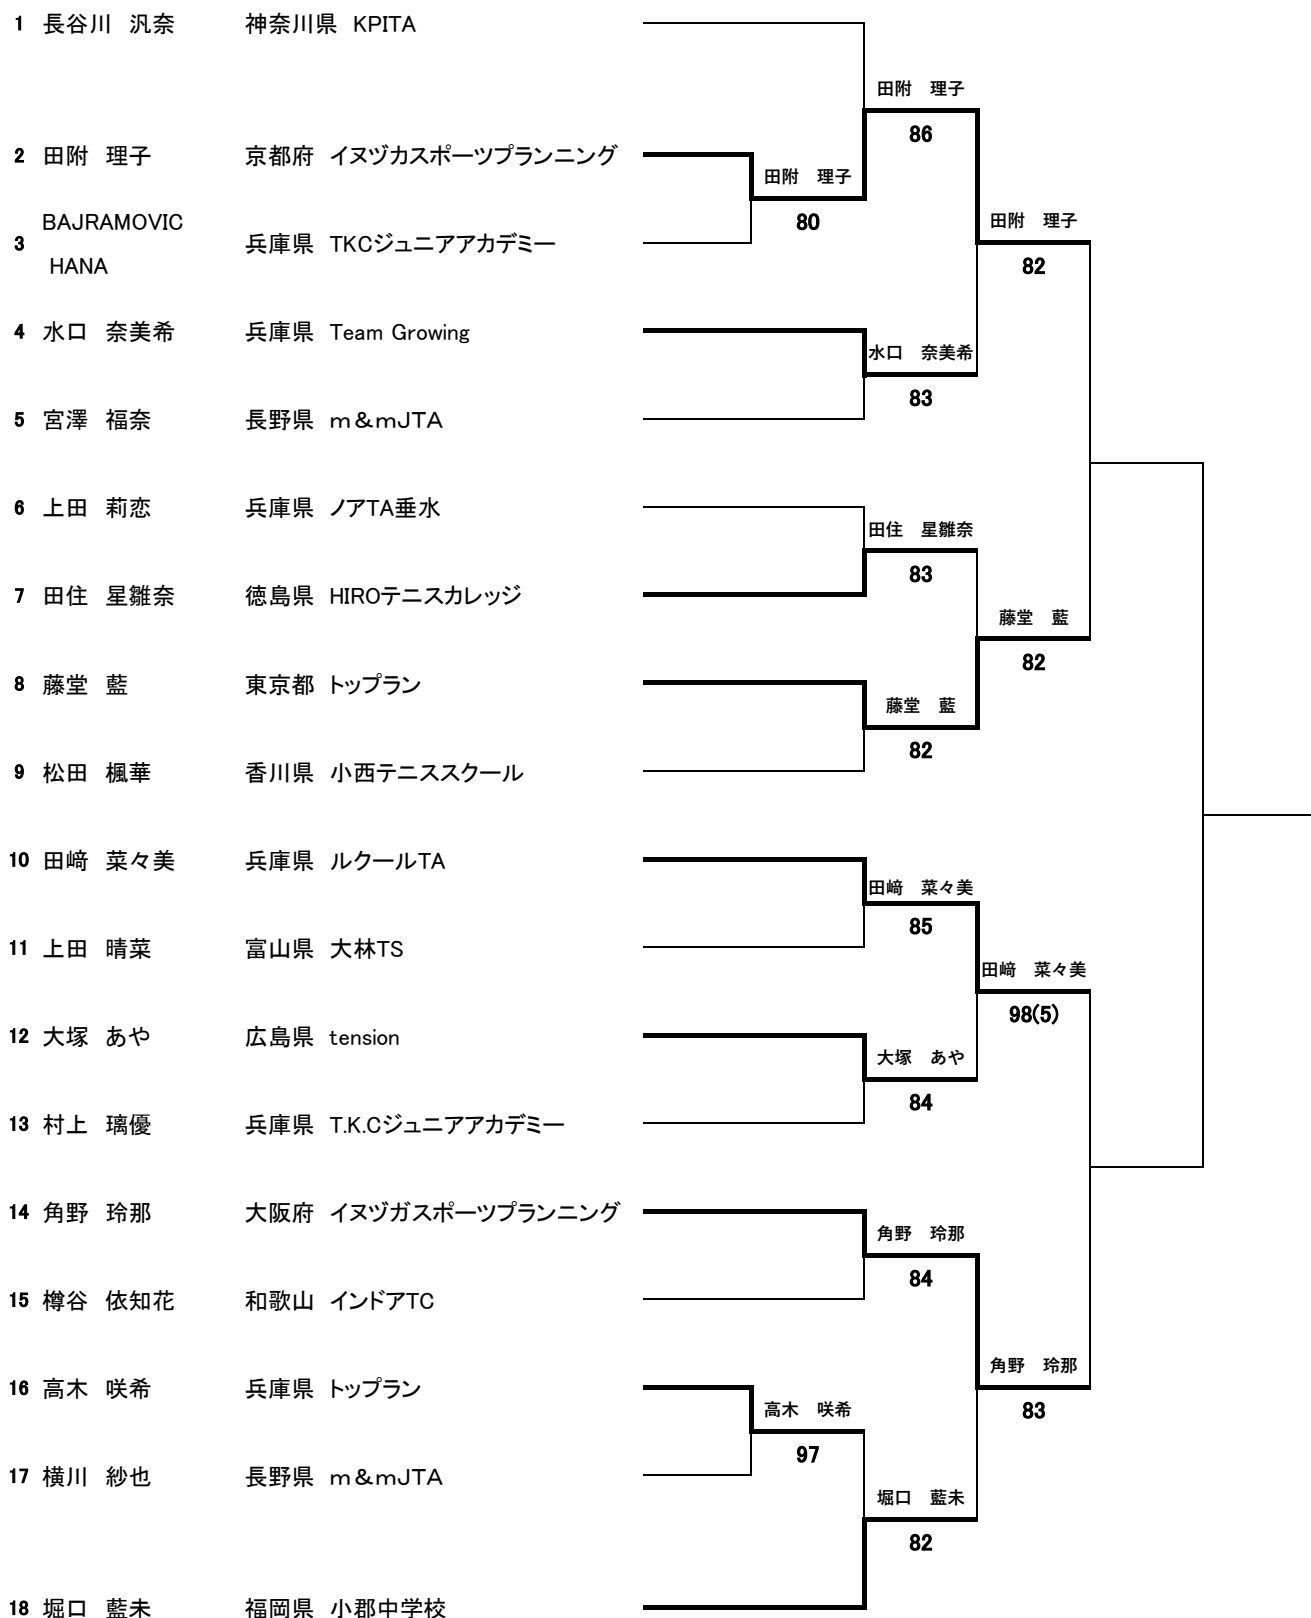 1 長谷川 汎奈 神奈川県 KPITA
田附 理子
86
2 田附 理子 京都府 イヌヅカスポーツプランニング
田附 理子
80
BAJRAMOVIC
3 兵庫県 TKCジュニアアカデミー
HANA
田附 理子
82
4 水口 奈美希 兵庫県 Team Growing
水口 奈美希
83
5 宮澤 福奈 長野県 m&mJTA
6 上田 莉恋 兵庫県 ノアTA垂水
田住 星雛奈
83
7 田住 星雛奈 徳島県 HIROテニスカレッジ
藤堂 藍
82
8 藤堂 藍 東京都 トップラン
藤堂 藍
82
9 松田 楓華 香川県 小西テニススクール
10 田﨑 菜々美 兵庫県 ルクールTA
田﨑 菜々美
85
11 上田 晴菜 富山県 大林TS
田﨑 菜々美
98(5)
12 大塚 あや 広島県 tension
大塚 あや
84
13 村上 璃優 兵庫県 T.K.Cジュニアアカデミー
14 角野 玲那 大阪府 イヌヅガスポーツプランニング
角野 玲那
84
15 樽谷 依知花 和歌山 インドアTC
角野 玲那
83
16 高木 咲希 兵庫県 トップラン
高木 咲希
97
17 横川 紗也 長野県 m&mJTA
堀口 藍未
82
18 堀口 藍未 福岡県 小郡中学校